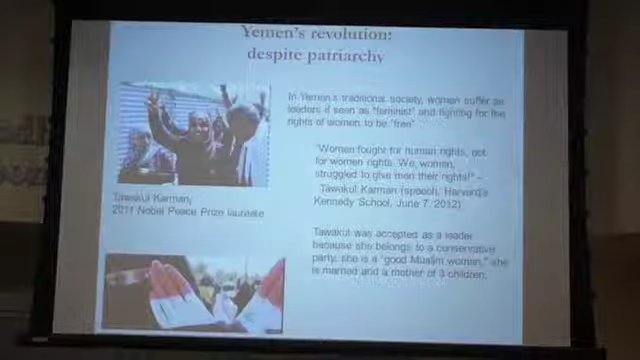 Yemen's revolution:
despite patriarchy
In Yemen's traditional society, women suffer as
leaders if seen as "feminist" and fighting for the
rights of women to be "free"
"Women fought for human rights, not
for women rights. We, women,
struggled to give men their rights!" –
Tawakul Karman (speech, Harvard's
Kennedy School, June 7, 2012)
Tawakul Karman,
2011 Nobel Peace Prize laureate
Tawakul was accepted as a leader
because she belongs to a conservative
party, she is a "good Muslim woman," she
is married and a mother of 3 children.